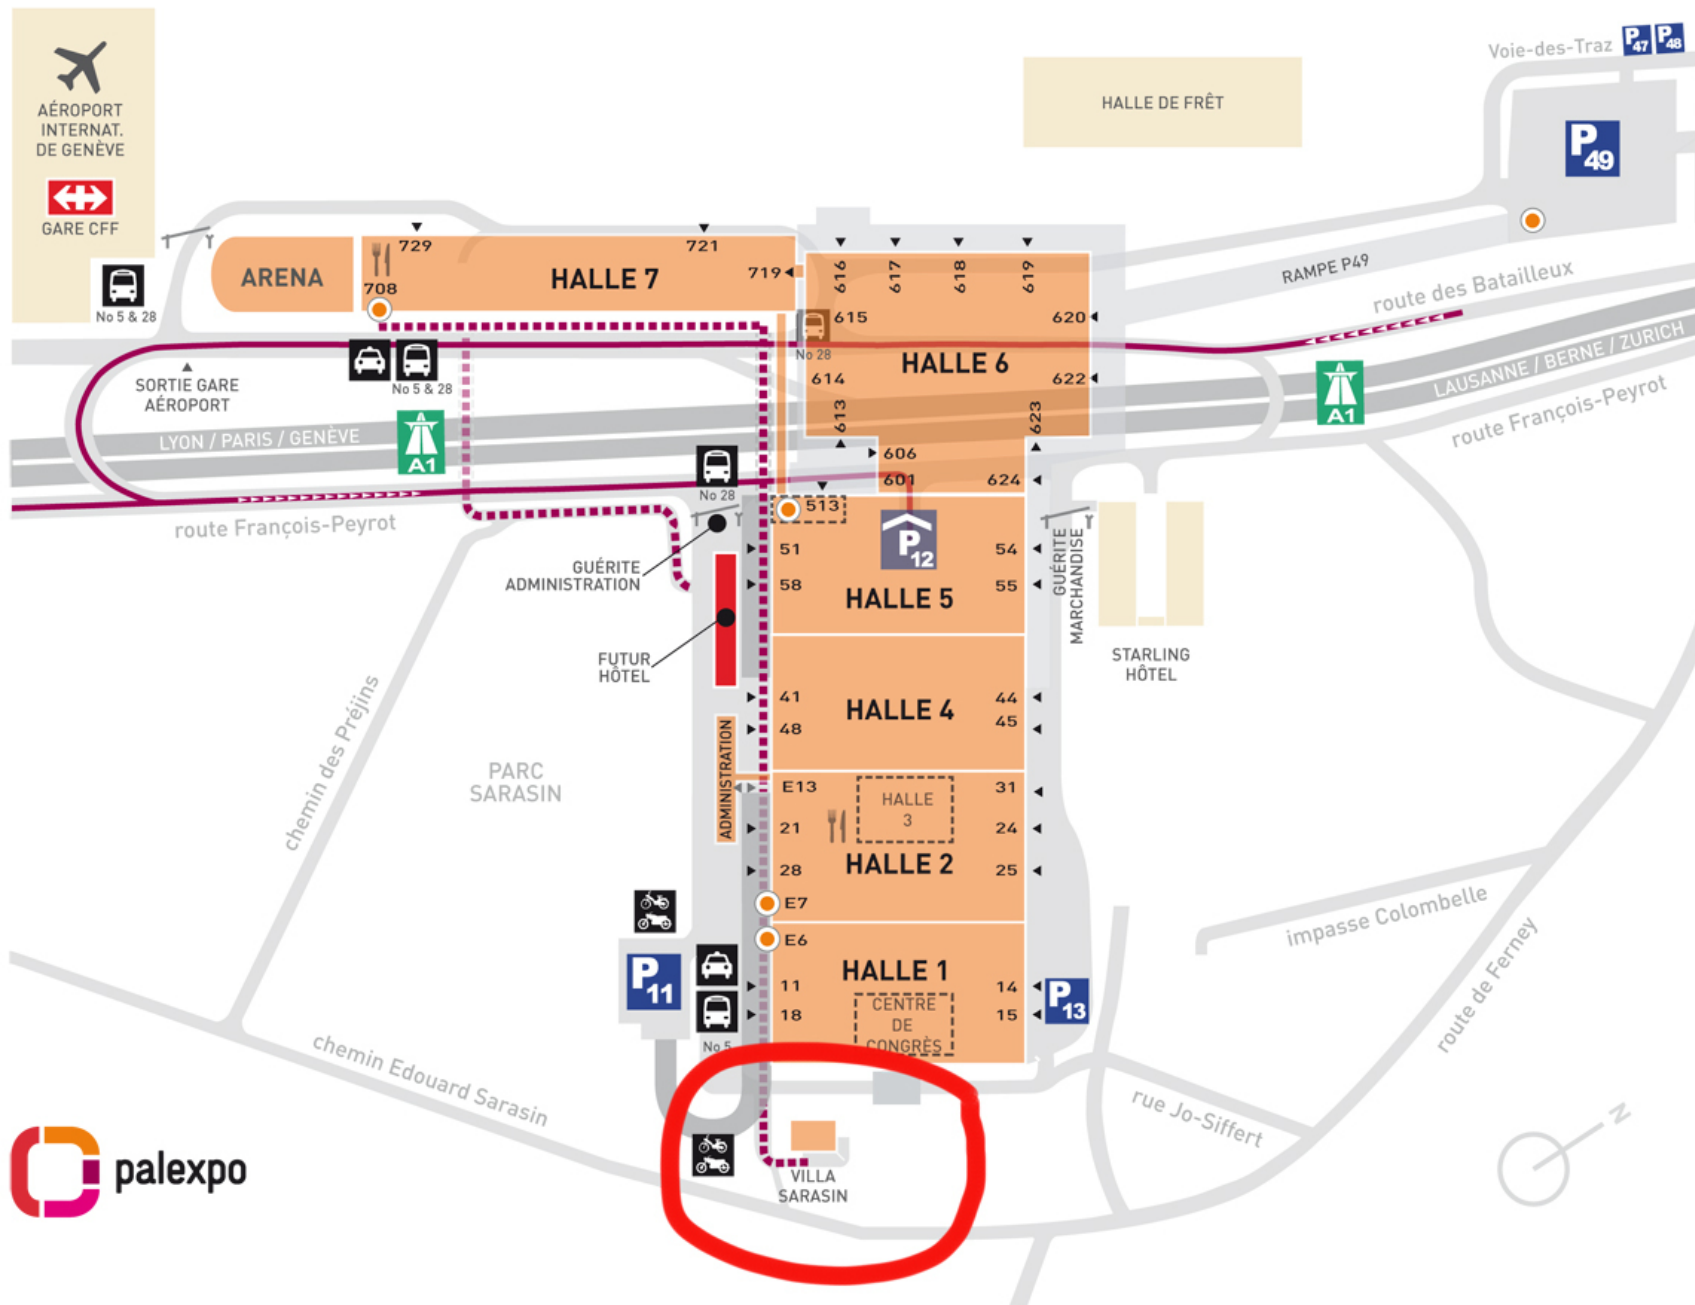 AÉROPORT
INTERNAT.
DE GENÈVE
GARE CFF
No 5 & 28
HALLE DE FRÊT
Voie-des-Traz
P47
P48
P49
RAMPE P49
route des Batailleux
ARENA
729
721
708
HALLE 7
719
616
617
618
619
615
620
No 28
HALLE 6
614
622
613
623
606
601
624
No 5 & 28
SORTIE GARE
AÉROPORT
LYON / PARIS / GENÈVE
A1
A1
LAUSANNE / BERNE / ZURICH
route François-Peyrot
route François-Peyrot
No 28
513
P12
51
54
58
55
HALLE 5
GUÉRITE
ADMINISTRATION
GUÉRITE
MARCHANDISE
FUTUR
HÔTEL
STARLING
HÔTEL
41
44
48
45
HALLE 4
ADMINISTRATION
chemin des Préjins
PARC
SARASIN
E13
31
HALLE
3
21
24
28
25
HALLE 2
E7
E6
HALLE 1
11
14
18
15
CENTRE
DE
CONGRÈS
P11
P13
No 5
impasse Colombelle
route de Ferney
rue Jo-Siffert
chemin Edouard Sarasin
VILLA
SARASIN
N
palexpo